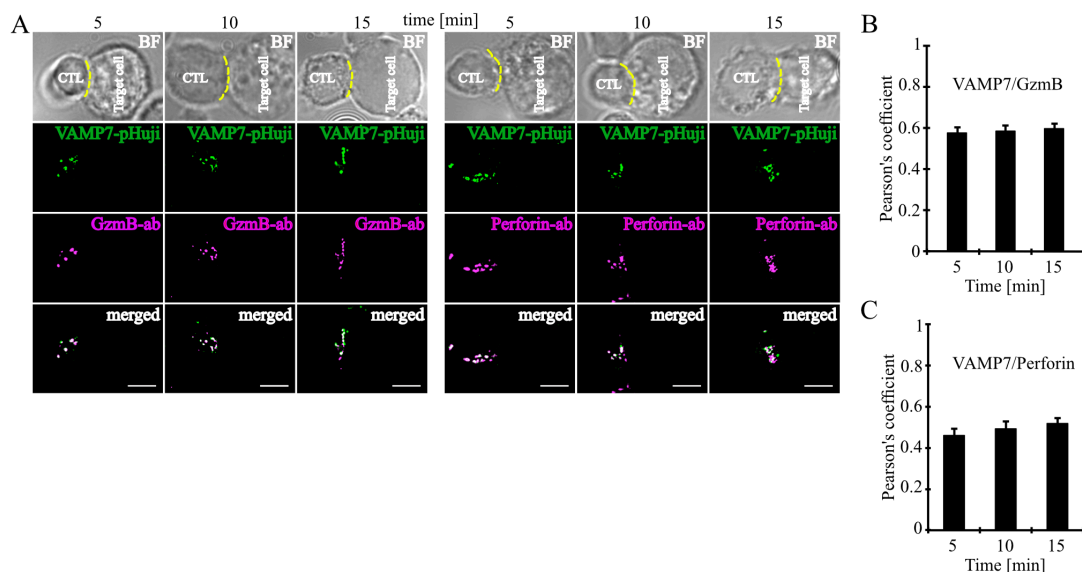 A
time [min]
5 10 15 5 10 15
BF BF BF BF BF BF
CTL Target cell CTL Target cell CTL Target cell CTL Target cell CTL Target cell CTL Target cell
VAMP7-pHuji VAMP7-pHuji VAMP7-pHuji VAMP7-pHuji VAMP7-pHuji VAMP7-pHuji
GzmB-ab GzmB-ab GzmB-ab Perforin-ab Perforin-ab Perforin-ab
merged merged merged merged merged merged
B
VAMP7/GzmB
Pearson's coefficient
1
0.8
0.6
0.4
0.2
0
5 10 15
Time [min]
C
VAMP7/Perforin
Pearson's coefficient
1
0.8
0.6
0.4
0.2
0
5 10 15
Time [min]